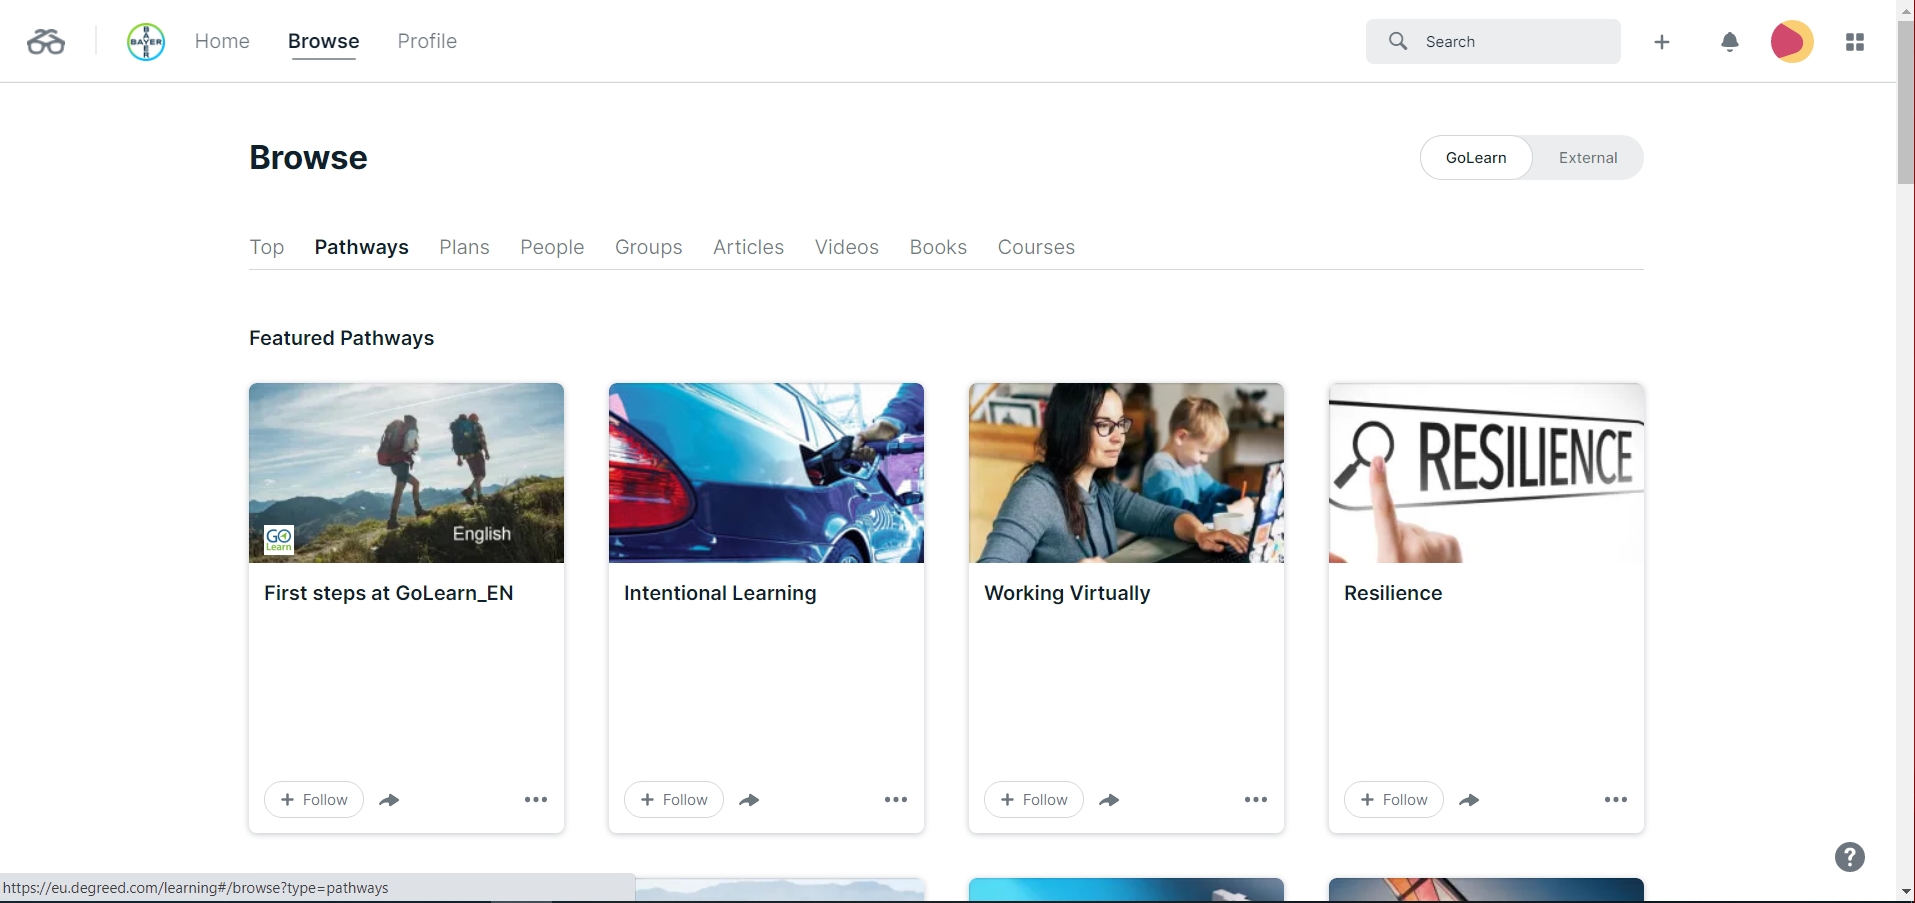 BAYER
BAYER
Home
Browse
Profile
Search
Browse
GoLearn
External
Top
Pathways
Plans
People
Groups
Articles
Videos
Books
Courses
Featured Pathways
GO
Learn
English
RESILIENCE
First steps at GoLearn_EN
Intentional Learning
Working Virtually
Resilience
+ Follow
+ Follow
+ Follow
+ Follow
?
https://eu.degreed.com/learning#/browse?type=pathways